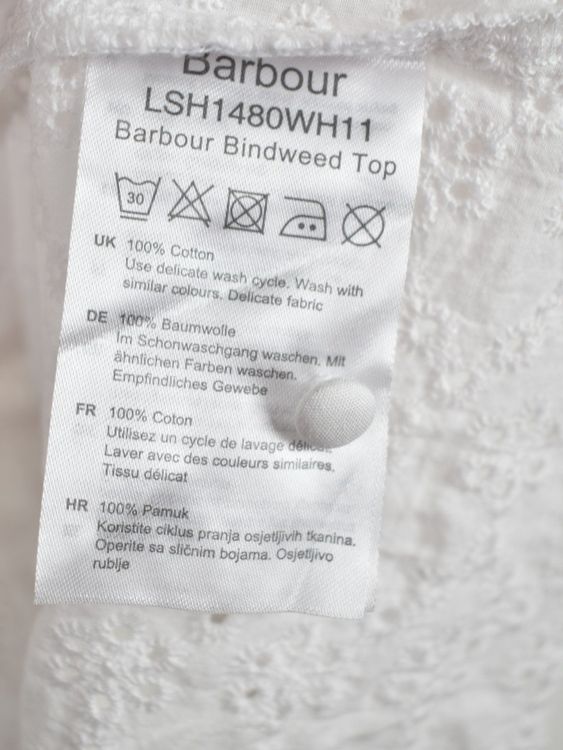 Barbour
LSH1480WH11
Barbour Bindweed Top
30
UK 100% Cotton
Use delicate wash cycle. Wash with
similar colours. Delicate fabric
DE 100% Baumwolle
Im Schonwaschgang waschen. Mit
ähnlichen Farben waschen.
Empfindliches Gewebe
FR 100% Coton
Utilisez un cycle de lavage
Laver avec des couleurs similaires.
Tissu délicat
HR 100% Pamuk
Koristite ciklus pranja osjetljivih tkanina.
Operite sa sličnim bojama. Osjetljivo
rublje